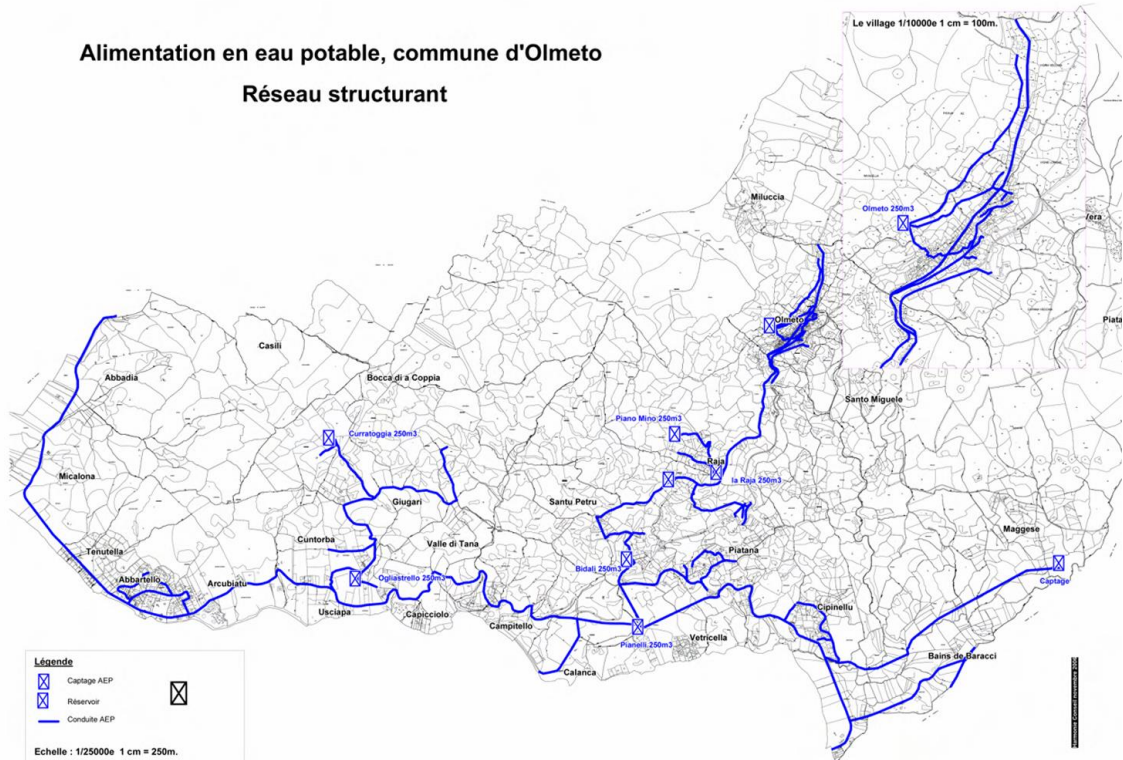 Alimentation en eau potable, commune d'Olmeto
Réseau structurant
Le village 1/10000e 1 cm = 100m.
Olmeto 250m3
Miluccia
Olmeto
Casili
Abbadia
Bocca di a Coppia
Santo Miguele
Piano Mino 250m3
Curratoggia 250m3
Raja
la Raja 250m3
Micalona
Giugari
Santu Petru
Maggese
Cuntorba
Valle di Tana
Tenutella
Piatana
Abbartello
Arcubiatu
Ogliastrello 250m3
Bidali 250m3
Captage
Usciapa
Capicciolo
Cipinellu
Campitello
Vetricella
Pianelli 250m3
Bains de Baracci
Calanca
Légende
Captage AEP
Réservoir
Conduite AEP
Echelle : 1/25000e 1 cm = 250m.